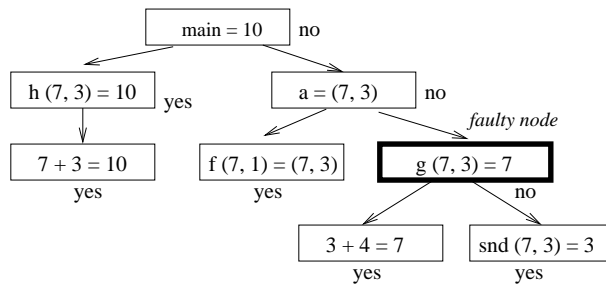 main = 10
no
h (7, 3) = 10
yes
a = (7, 3)
no
faulty node
7 + 3 = 10
yes
f (7, 1) = (7, 3)
yes
g (7, 3) = 7
no
3 + 4 = 7
yes
snd (7, 3) = 3
yes